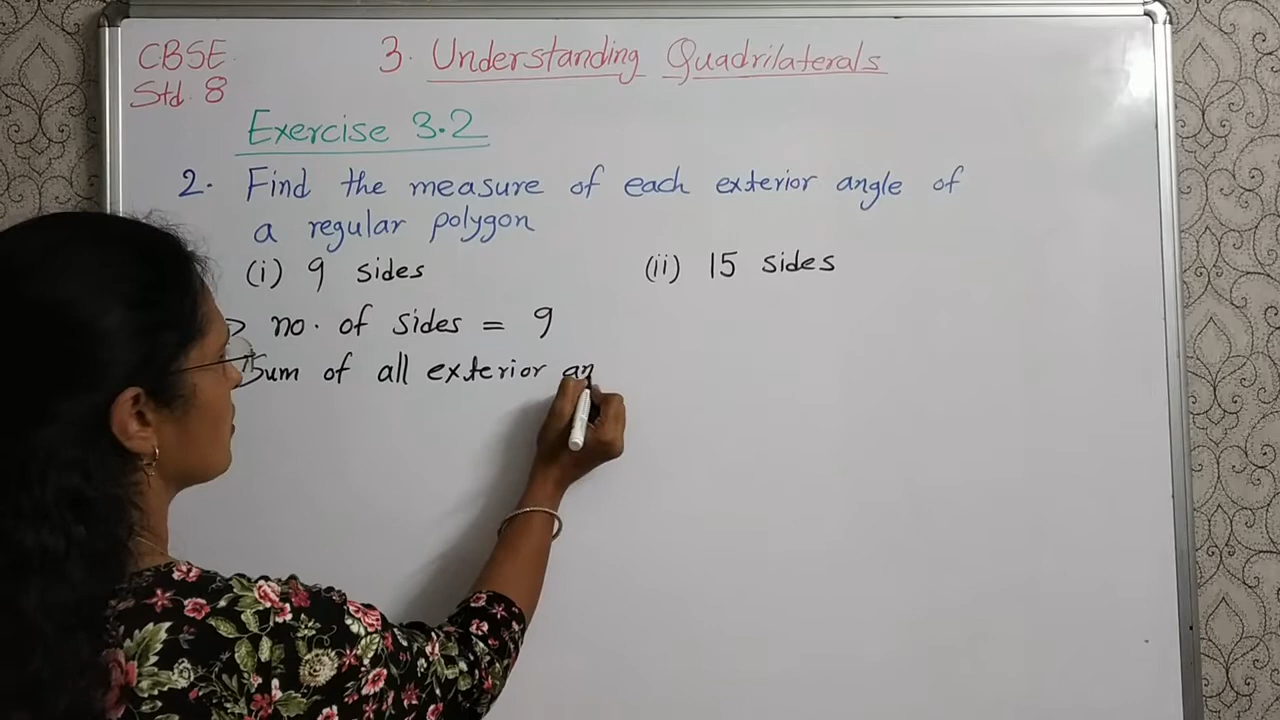 CBSE
Std. 8
3. Understanding Quadrilaterals
Exercise 3.2
2. Find the measure of each exterior angle of
a regular polygon
(i) 9 sides
(ii) 15 sides
no. of sides = 9
Sum of all exterior an